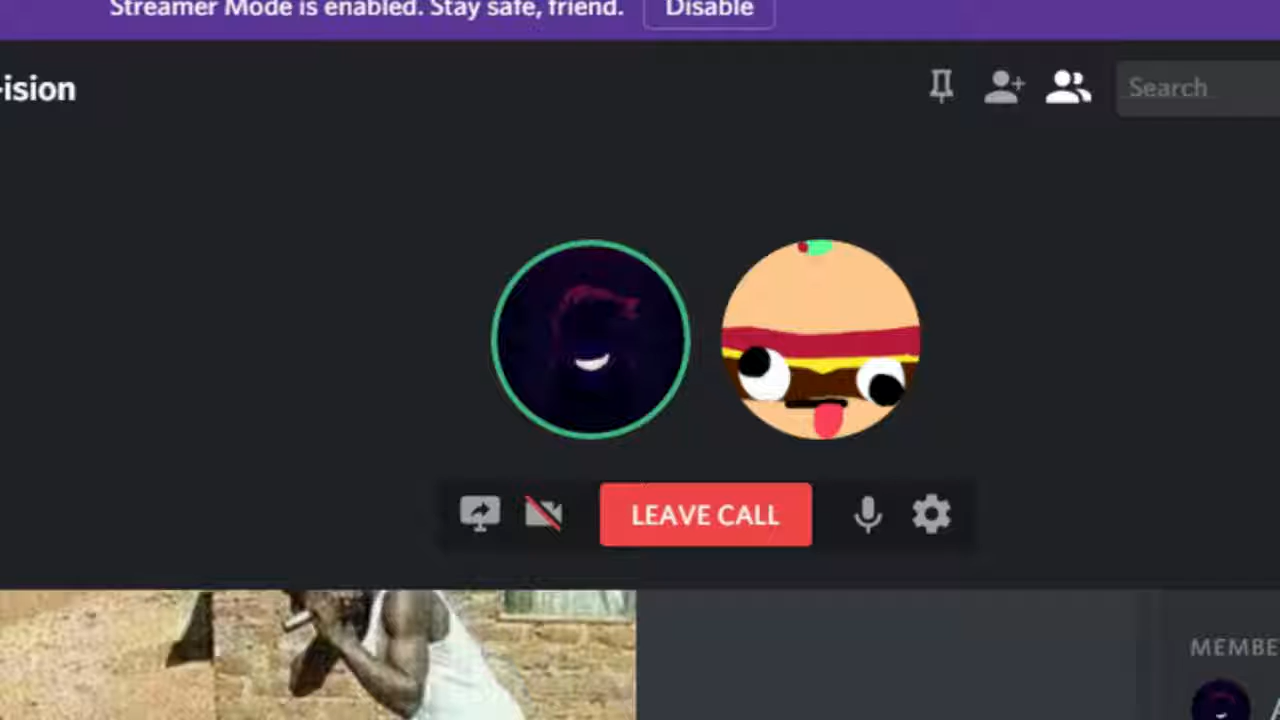 Streamer Mode is enabled. Stay safe, friend. Disable
ision
Search
LEAVE CALL
MEMBE